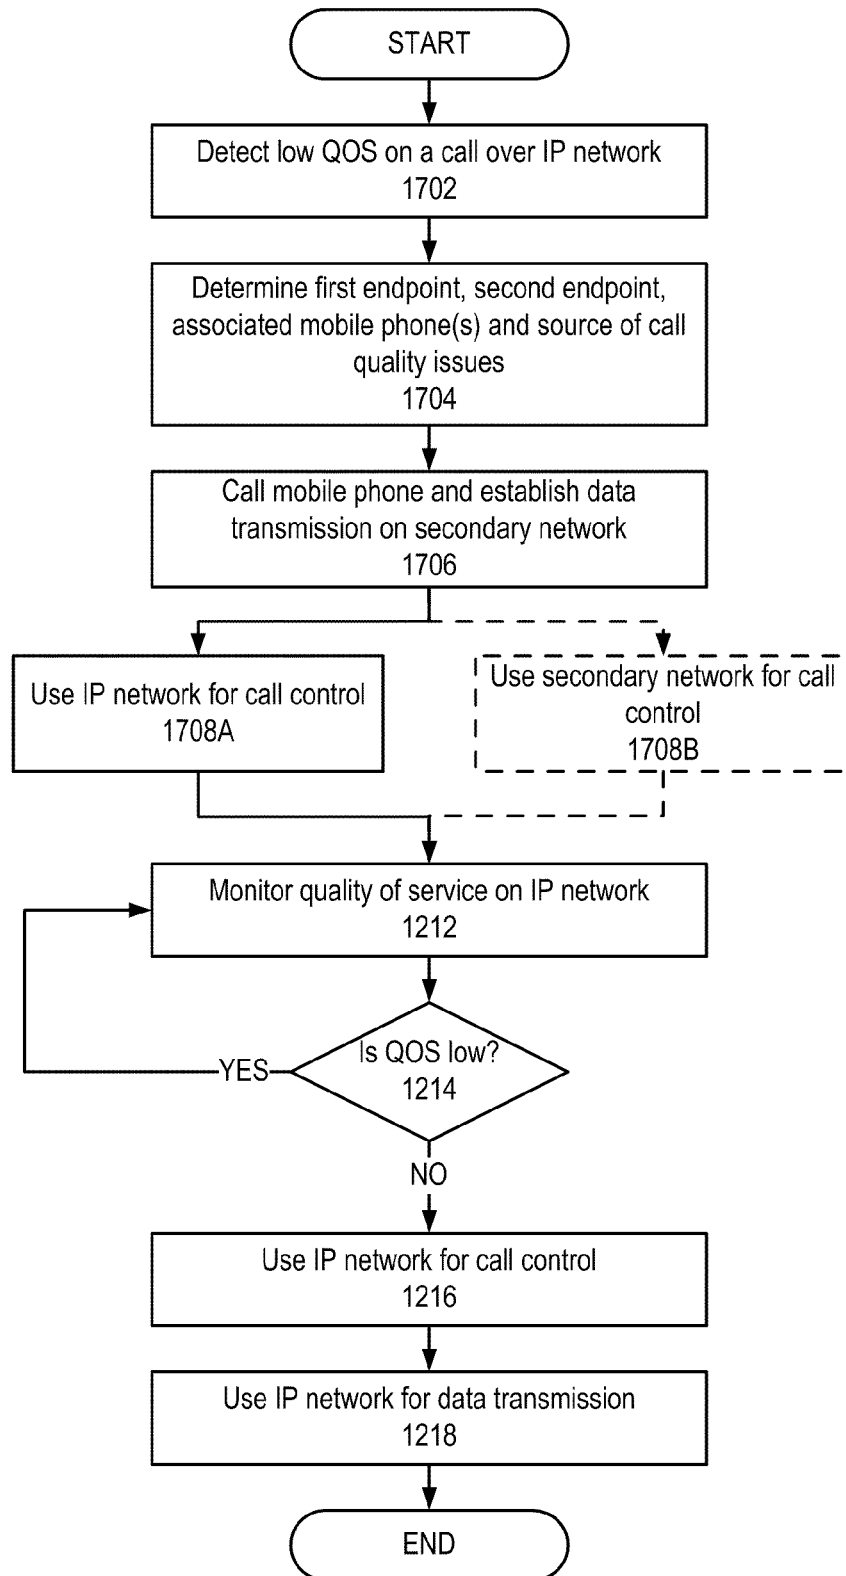 START
Detect low QOS on a call over IP network
1702
Determine first endpoint, second endpoint,
associated mobile phone(s) and source of call
quality issues
1704
Call mobile phone and establish data
transmission on secondary network
1706
Use IP network for call control
1708A
Use secondary network for call
control
1708B
Monitor quality of service on IP network
1212
Is QOS low?
1214
YES
NO
Use IP network for call control
1216
Use IP network for data transmission
1218
END